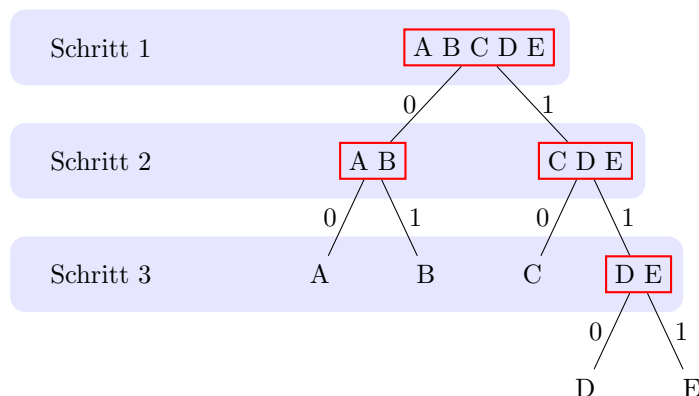 Schritt 1 A B C D E
0 1
Schritt 2 A B C D E
0 1 0 1
Schritt 3 A B C D E
0 1
D E